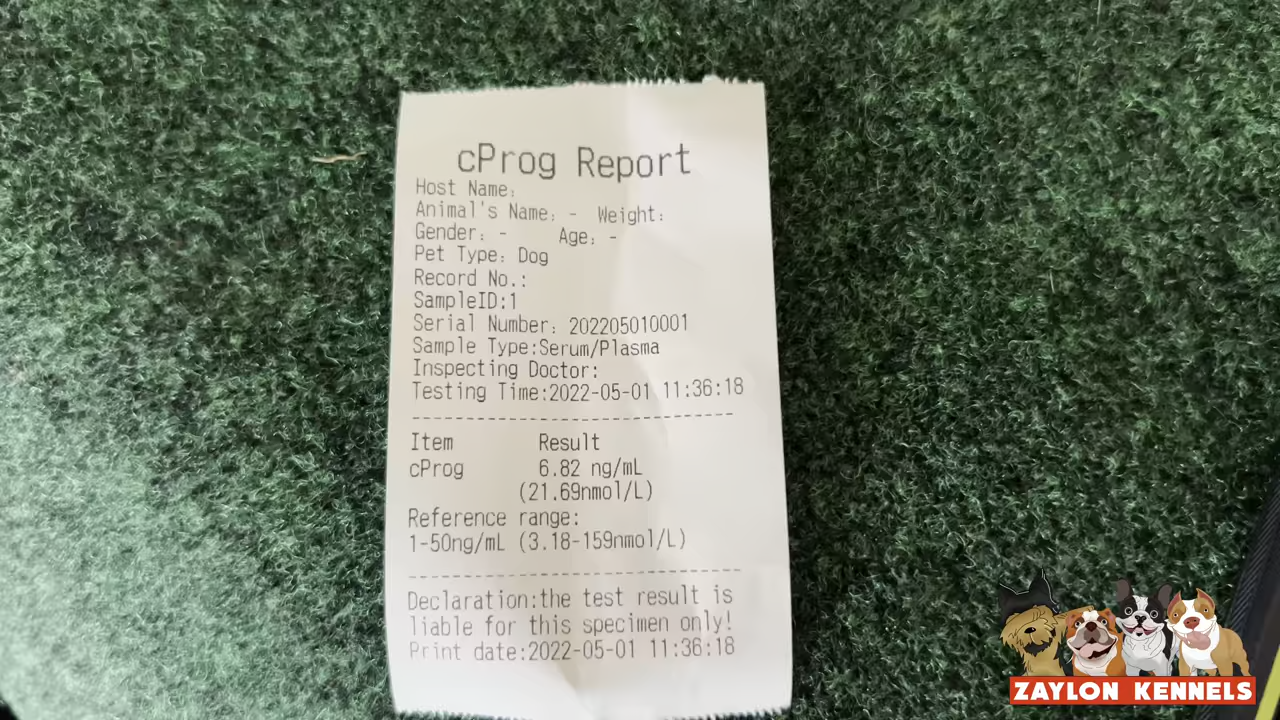 cProg Report
Host Name:
Animal's Name: - Weight:
Gender: - Age: -
Pet Type: Dog
Record No.:
SampleID:1
Serial Number: 202205010001
Sample Type:Serum/Plasma
Inspecting Doctor:
Testing Time:2022-05-01 11:36:18
--------------------------------
Item Result
cProg 6.82 ng/mL
(21.69nmol/L)
Reference range:
1-50ng/mL (3.18-159nmol/L)
--------------------------------
Declaration:the test result is
liable for this specimen only!
Print date:2022-05-01 11:36:18
ZAYLON KENNELS